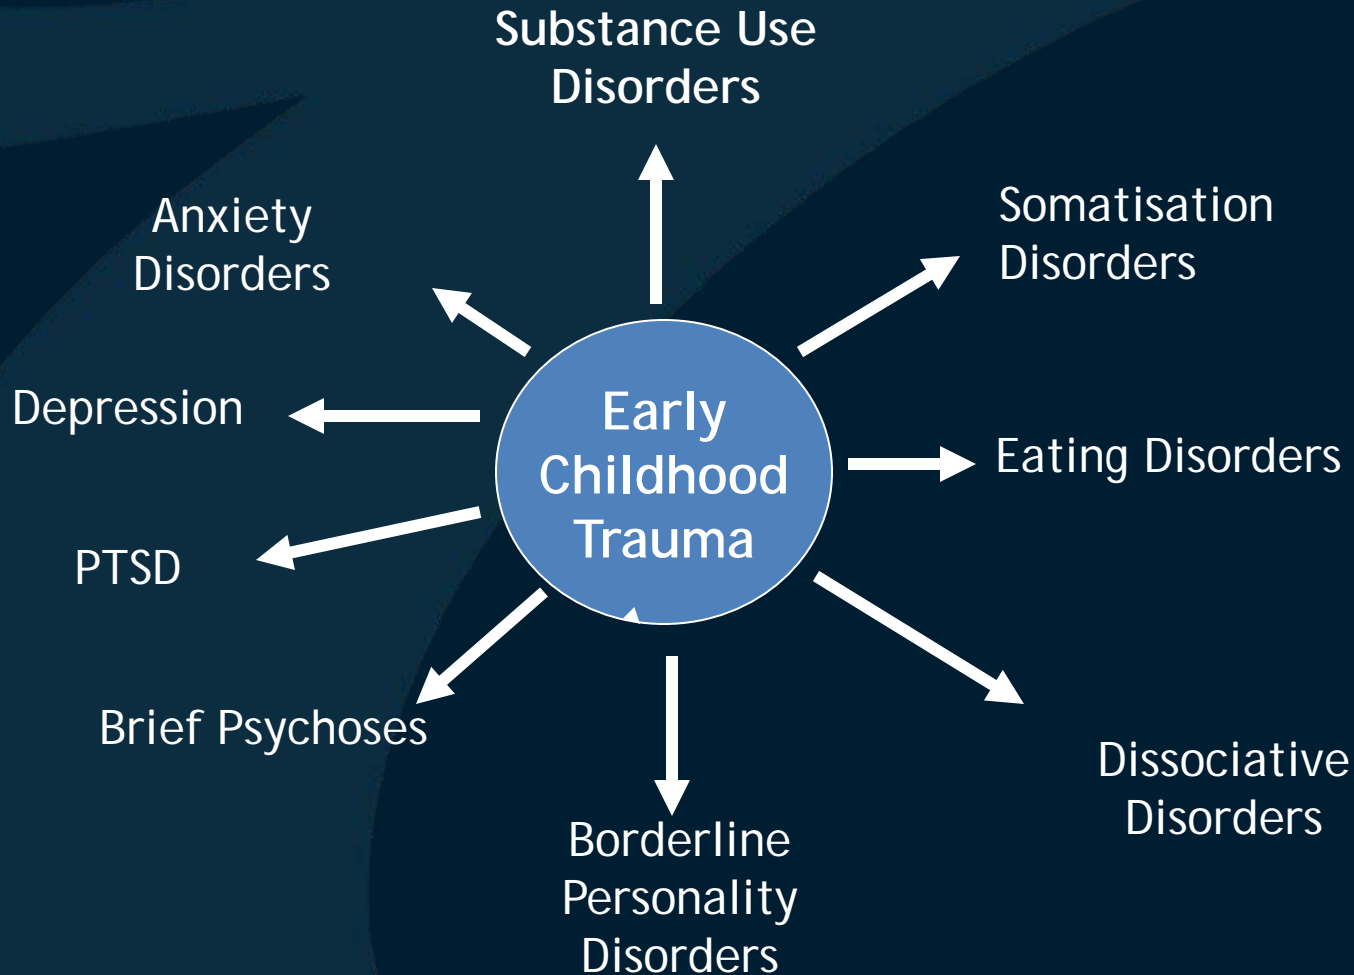 Substance Use
Disorders
Anxiety
Disorders
Somatisation
Disorders
Depression
Early
Childhood
Trauma
Eating Disorders
PTSD
Brief Psychoses
Dissociative
Disorders
Borderline
Personality
Disorders